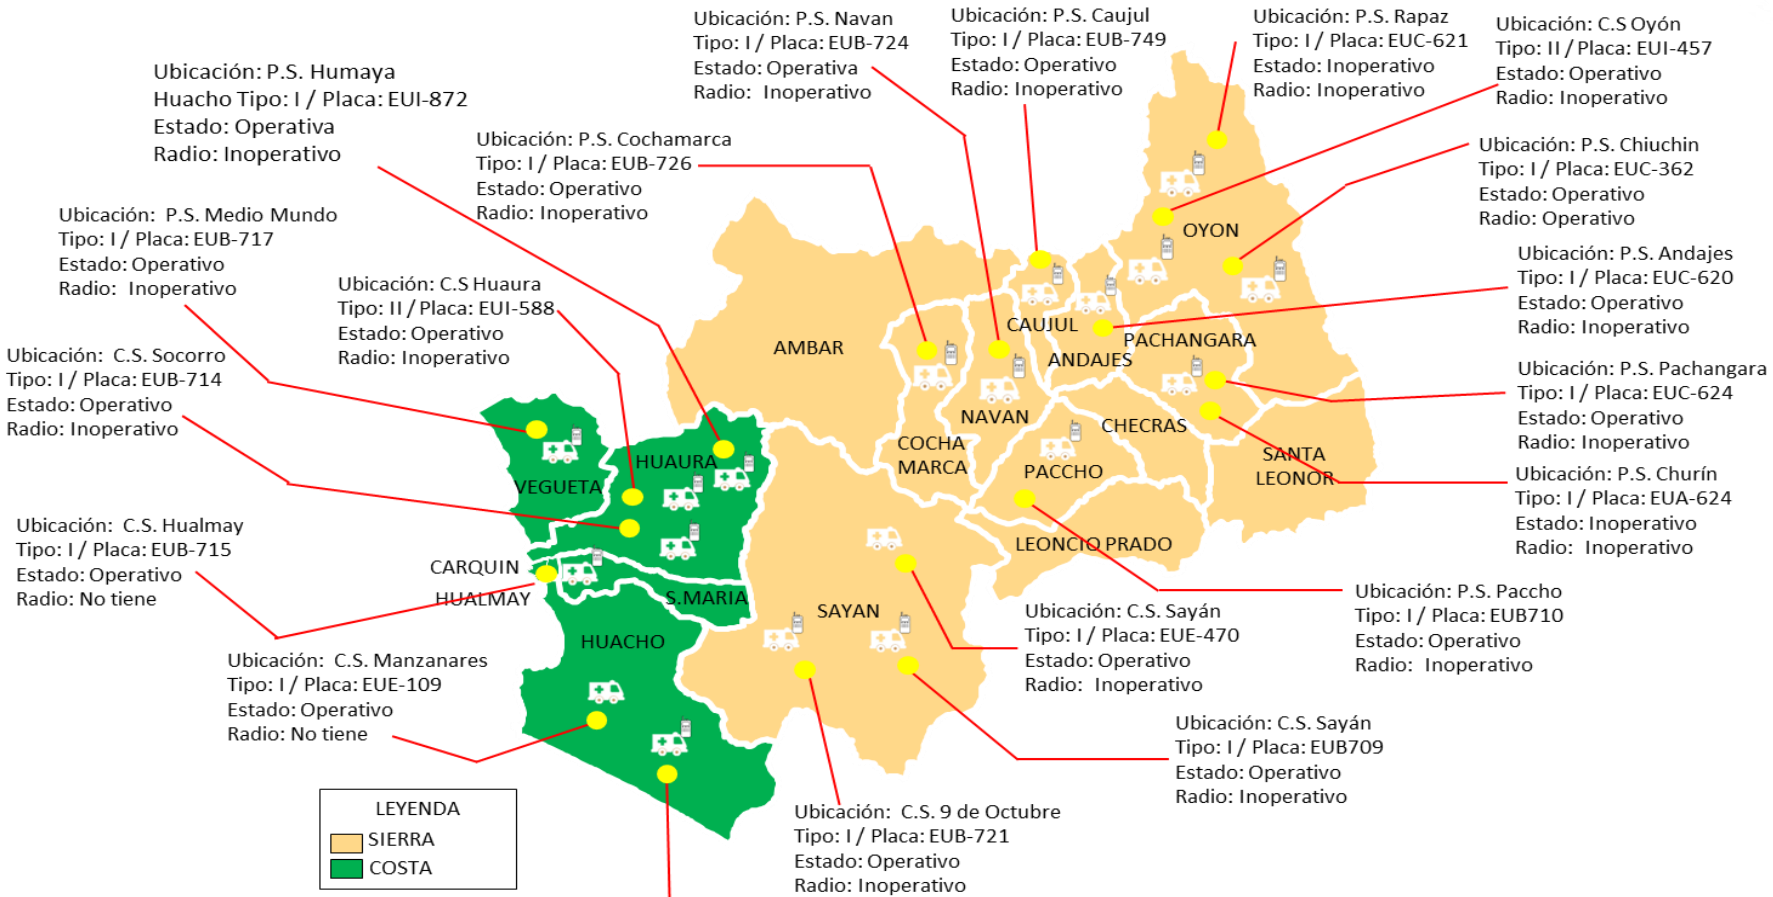 Ubicación: P.S. Humaya
Huacho Tipo: I / Placa: EUI-872
Estado: Operativa
Radio: Inoperativo
Ubicación: P.S. Navan
Tipo: I / Placa: EUB-724
Estado: Operativa
Radio: Inoperativo
Ubicación: P.S. Caujul
Tipo: I / Placa: EUB-749
Estado: Operativo
Radio: Inoperativo
Ubicación: P.S. Rapaz
Tipo: I / Placa: EUC-621
Estado: Inoperativo
Radio: Inoperativo
Ubicación: C.S Oyón
Tipo: II / Placa: EUI-457
Estado: Operativo
Radio: Inoperativo
Ubicación: P.S. Cochamarca
Tipo: I / Placa: EUB-726
Estado: Operativo
Radio: Inoperativo
Ubicación: P.S. Chiuchin
Tipo: I / Placa: EUC-362
Estado: Operativo
Radio: Operativo
Ubicación: P.S. Medio Mundo
Tipo: I / Placa: EUB-717
Estado: Operativo
Radio: Inoperativo
Ubicación: C.S Huaura
Tipo: II / Placa: EUI-588
Estado: Operativo
Radio: Inoperativo
Ubicación: P.S. Andajes
Tipo: I / Placa: EUC-620
Estado: Operativo
Radio: Inoperativo
Ubicación: C.S. Socorro
Tipo: I / Placa: EUB-714
Estado: Operativo
Radio: Inoperativo
Ubicación: P.S. Pachangara
Tipo: I / Placa: EUC-624
Estado: Operativo
Radio: Inoperativo
OYON
CAUJUL
AMBAR
PACHANGARA
ANDAJES
NAVAN
CHECRAS
COCHA
MARCA
PACCHO
SANTA
LEONOR
HUAURA
VEGUETA
LEONCIO PRADO
CARQUIN
HUALMAY
S.MARIA
SAYAN
HUACHO
Ubicación: P.S. Churín
Tipo: I / Placa: EUA-624
Estado: Inoperativo
Radio: Inoperativo
Ubicación: C.S. Hualmay
Tipo: I / Placa: EUB-715
Estado: Operativo
Radio: No tiene
Ubicación: P.S. Paccho
Tipo: I / Placa: EUB710
Estado: Operativo
Radio: Inoperativo
Ubicación: C.S. Sayán
Tipo: I / Placa: EUE-470
Estado: Operativo
Radio: Inoperativo
Ubicación: C.S. Manzanares
Tipo: I / Placa: EUE-109
Estado: Operativo
Radio: No tiene
Ubicación: C.S. Sayán
Tipo: I / Placa: EUB709
Estado: Operativo
Radio: Inoperativo
Ubicación: C.S. 9 de Octubre
Tipo: I / Placa: EUB-721
Estado: Operativo
Radio: Inoperativo
LEYENDA
SIERRA
COSTA